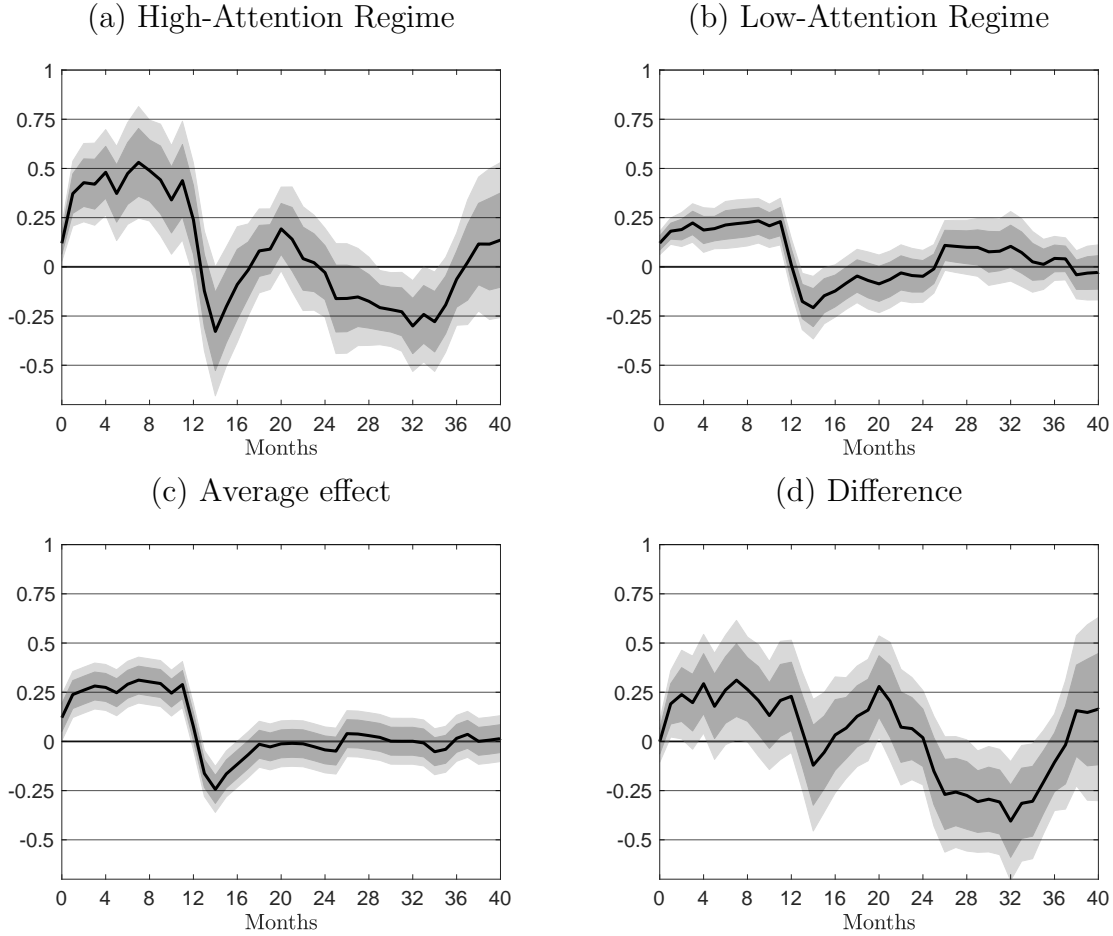 (a) High-Attention Regime
1
0.75
0.5
0.25
0
-0.25
-0.5
0 4 8 12 16 20 24 28 32 36 40
Months
(b) Low-Attention Regime
1
0.75
0.5
0.25
0
-0.25
-0.5
0 4 8 12 16 20 24 28 32 36 40
Months
(c) Average effect
1
0.75
0.5
0.25
0
-0.25
-0.5
0 4 8 12 16 20 24 28 32 36 40
Months
(d) Difference
1
0.75
0.5
0.25
0
-0.25
-0.5
0 4 8 12 16 20 24 28 32 36 40
Months